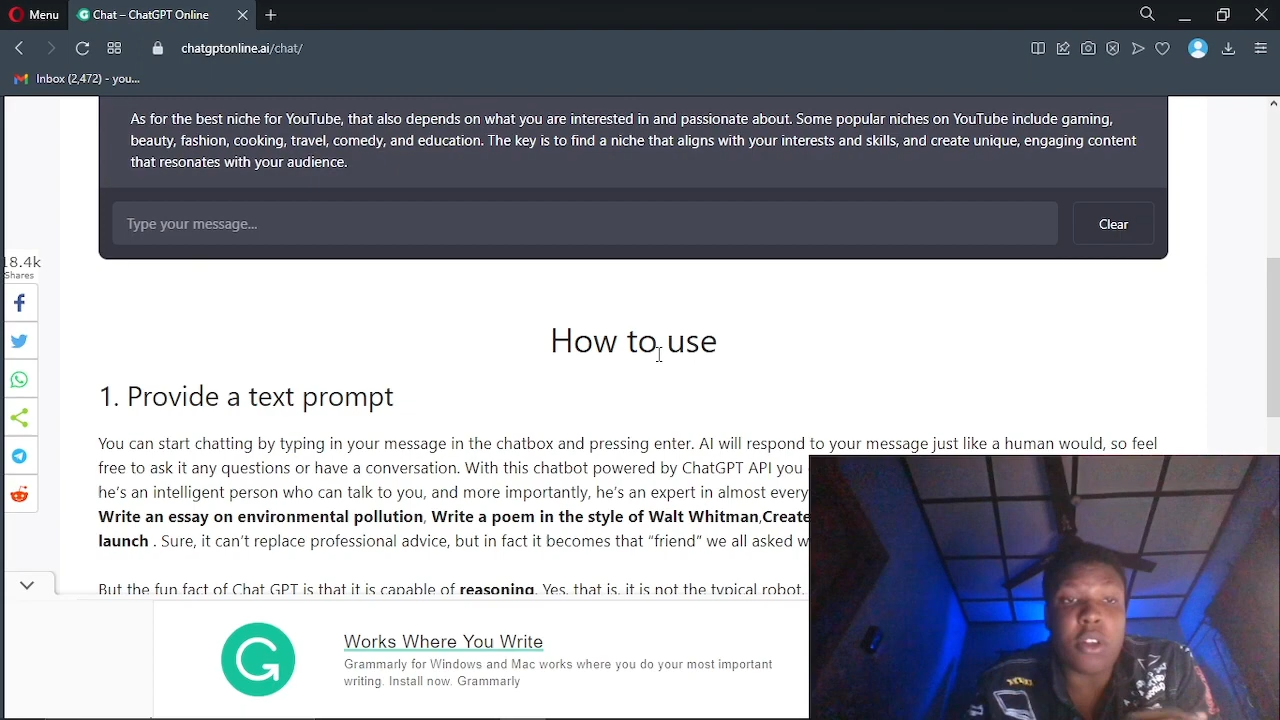 Menu
Chat – ChatGPT Online
chatgptonline.ai/chat/
Inbox (2,472) - you...
As for the best niche for YouTube, that also depends on what you are interested in and passionate about. Some popular niches on YouTube include gaming,
beauty, fashion, cooking, travel, comedy, and education. The key is to find a niche that aligns with your interests and skills, and create unique, engaging content
that resonates with your audience.
Type your message...
Clear
18.4k
Shares
How to use
1. Provide a text prompt
You can start chatting by typing in your message in the chatbox and pressing enter. AI will respond to your message just like a human would, so feel
free to ask it any questions or have a conversation. With this chatbot powered by ChatGPT API you
he's an intelligent person who can talk to you, and more importantly, he's an expert in almost every
Write an essay on environmental pollution, Write a poem in the style of Walt Whitman,Create
launch . Sure, it can't replace professional advice, but in fact it becomes that “friend” we all asked
But the fun fact of Chat GPT is that it is capable of reasoning. Yes, that is, it is not the typical robot.
G
Works Where You Write
Grammarly for Windows and Mac works where you do your most important
writing. Install now. Grammarly